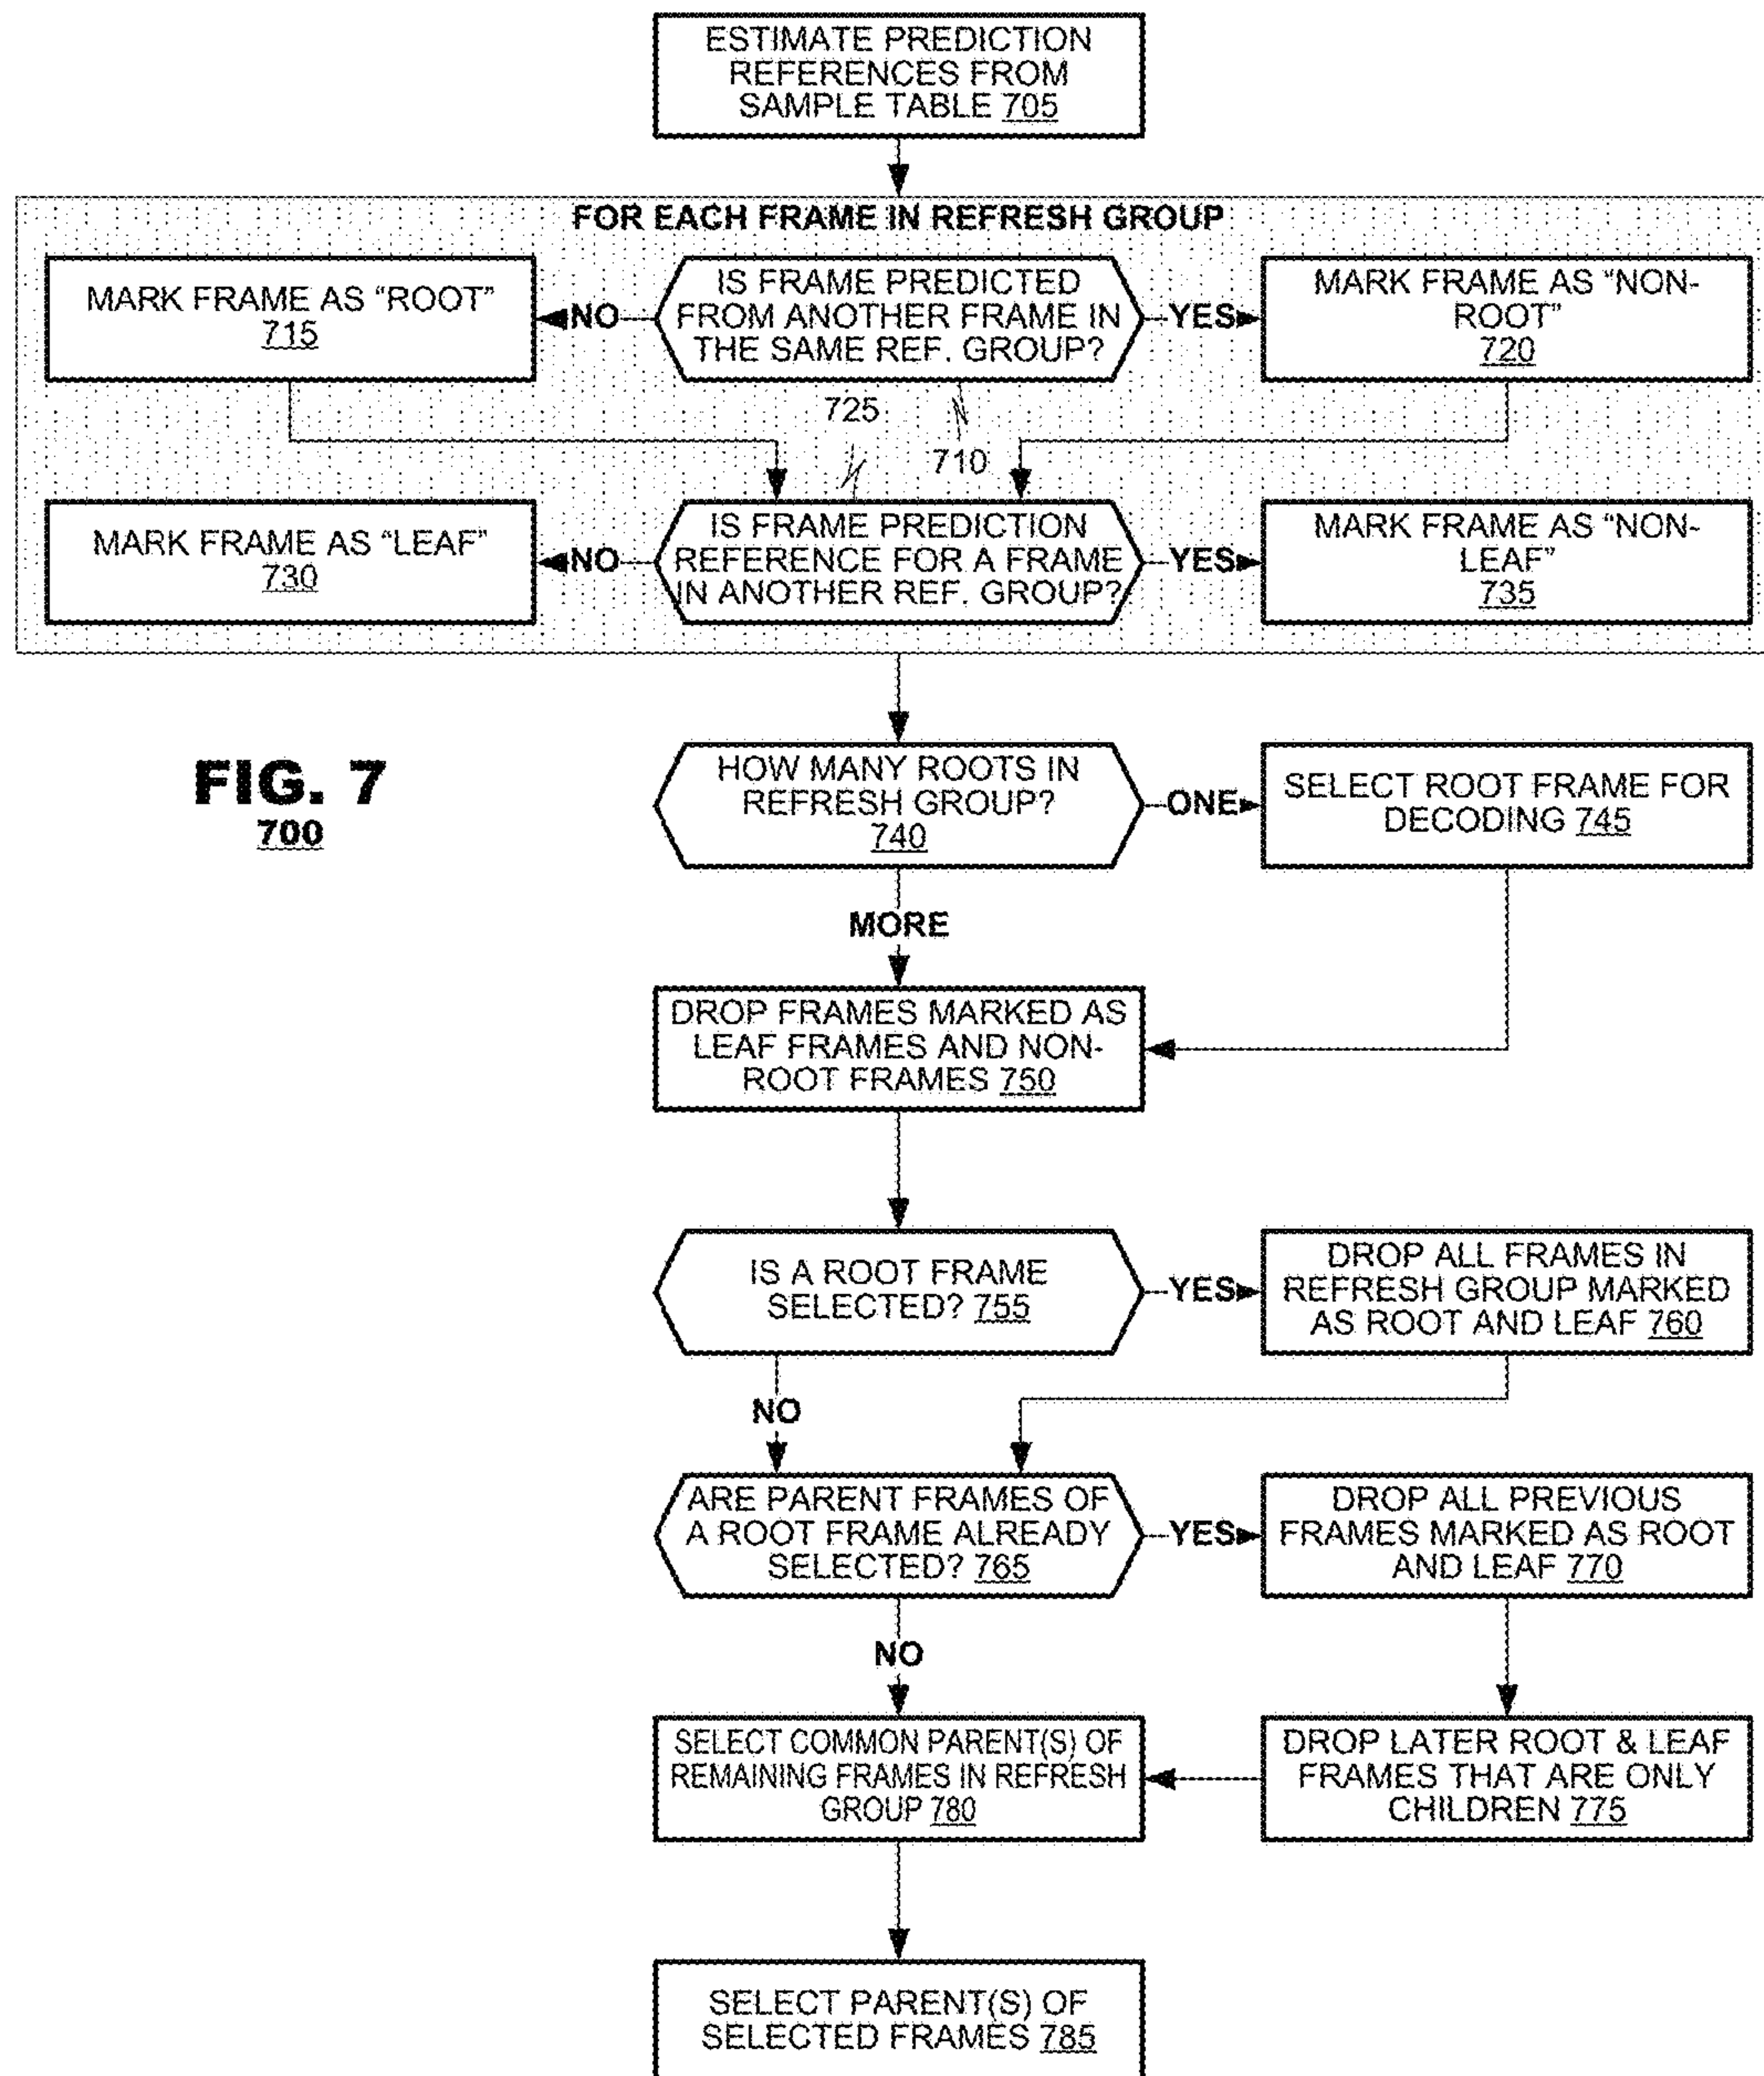 ESTIMATE PREDICTION
REFERENCES FROM
SAMPLE TABLE 705
FOR EACH FRAME IN REFRESH GROUP
MARK FRAME AS “ROOT”
715
NO
IS FRAME PREDICTED
FROM ANOTHER FRAME IN
THE SAME REF. GROUP?
YES
MARK FRAME AS “NON-
ROOT”
720
725
710
MARK FRAME AS “LEAF”
730
NO
IS FRAME PREDICTION
REFERENCE FOR A FRAME
IN ANOTHER REF. GROUP?
YES
MARK FRAME AS “NON-
LEAF”
735
FIG. 7
700
HOW MANY ROOTS IN
REFRESH GROUP?
740
ONE
SELECT ROOT FRAME FOR
DECODING 745
MORE
DROP FRAMES MARKED AS
LEAF FRAMES AND NON-
ROOT FRAMES 750
IS A ROOT FRAME
SELECTED? 755
YES
DROP ALL FRAMES IN
REFRESH GROUP MARKED
AS ROOT AND LEAF 760
NO
ARE PARENT FRAMES OF
A ROOT FRAME ALREADY
SELECTED? 765
YES
DROP ALL PREVIOUS
FRAMES MARKED AS ROOT
AND LEAF 770
NO
SELECT COMMON PARENT(S) OF
REMAINING FRAMES IN REFRESH
GROUP 780
DROP LATER ROOT & LEAF
FRAMES THAT ARE ONLY
CHILDREN 775
SELECT PARENT(S) OF
SELECTED FRAMES 785